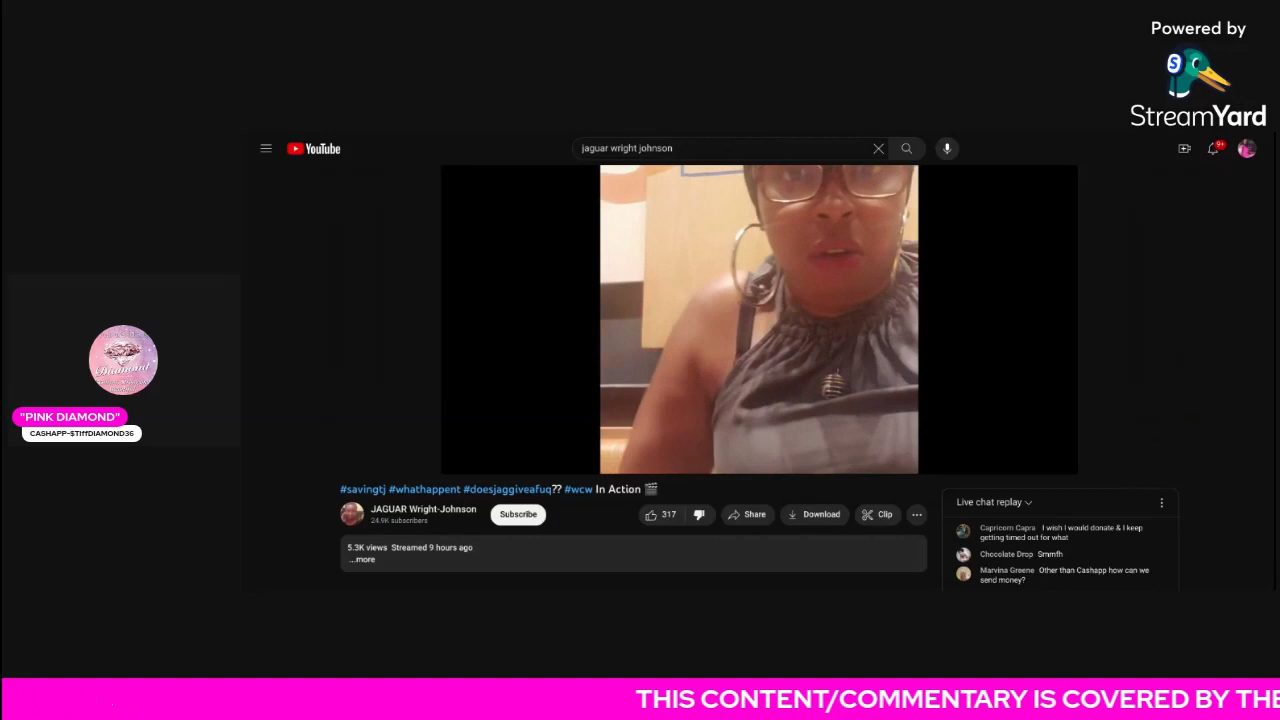 Powered by
StreamYard
YouTube
jaguar wright johnson
9+
Diamond
"PINK DIAMOND"
CASHAPP-$TIffDIAMOND36
#savingtj #whathappent #doesjaggiveafuq?? #wcw In Action
JAGUAR Wright-Johnson
24.9K subscribers
Subscribe
317
Share
Download
Clip
5.3K views Streamed 9 hours ago
...more
Live chat replay
Capricorn Capra I wish I would donate & I keep
getting timed out for what
Chocolate Drop Smmfh
Marvina Greene Other than Cashapp how can we
send money?
THIS CONTENT/COMMENTARY IS COVERED BY THE